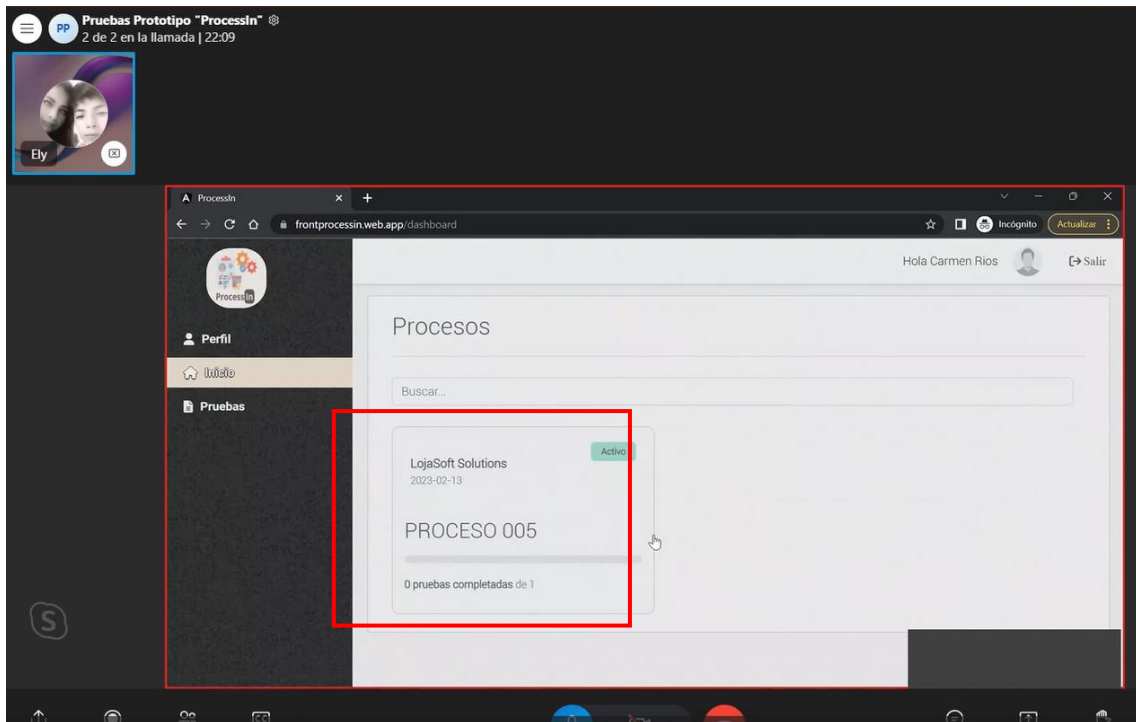 PP
Pruebas Prototipo "ProcessIn"
2 de 2 en la llamada | 22:09
Ely
ProcessIn
frontprocessin.web.app/dashboard
Incógnito
Actualizar
ProcessIn
Hola Carmen Rios
Salir
Perfil
Inicio
Pruebas
Procesos
Buscar...
Activo
LojaSoft Solutions
2023-02-13
PROCESO 005
0 pruebas completadas de 1
S
CC